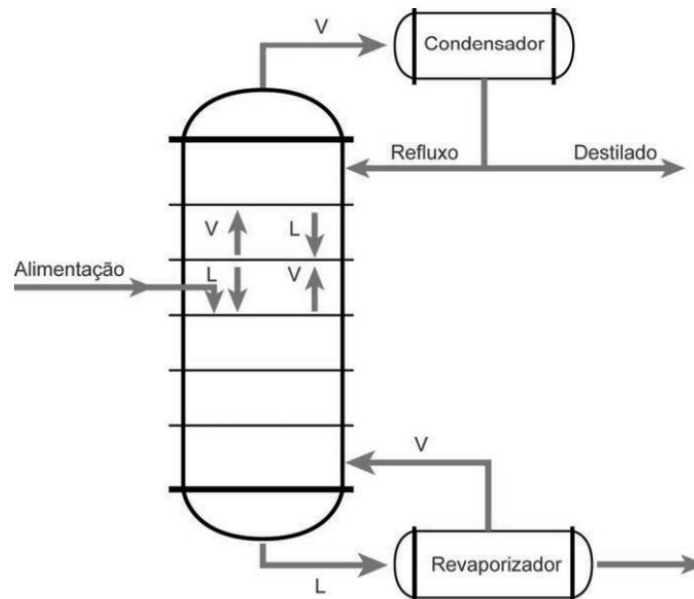 V
Condensador
Refluxo
Destilado
V
L
Alimentação
L
V
V
Revaporizador
L